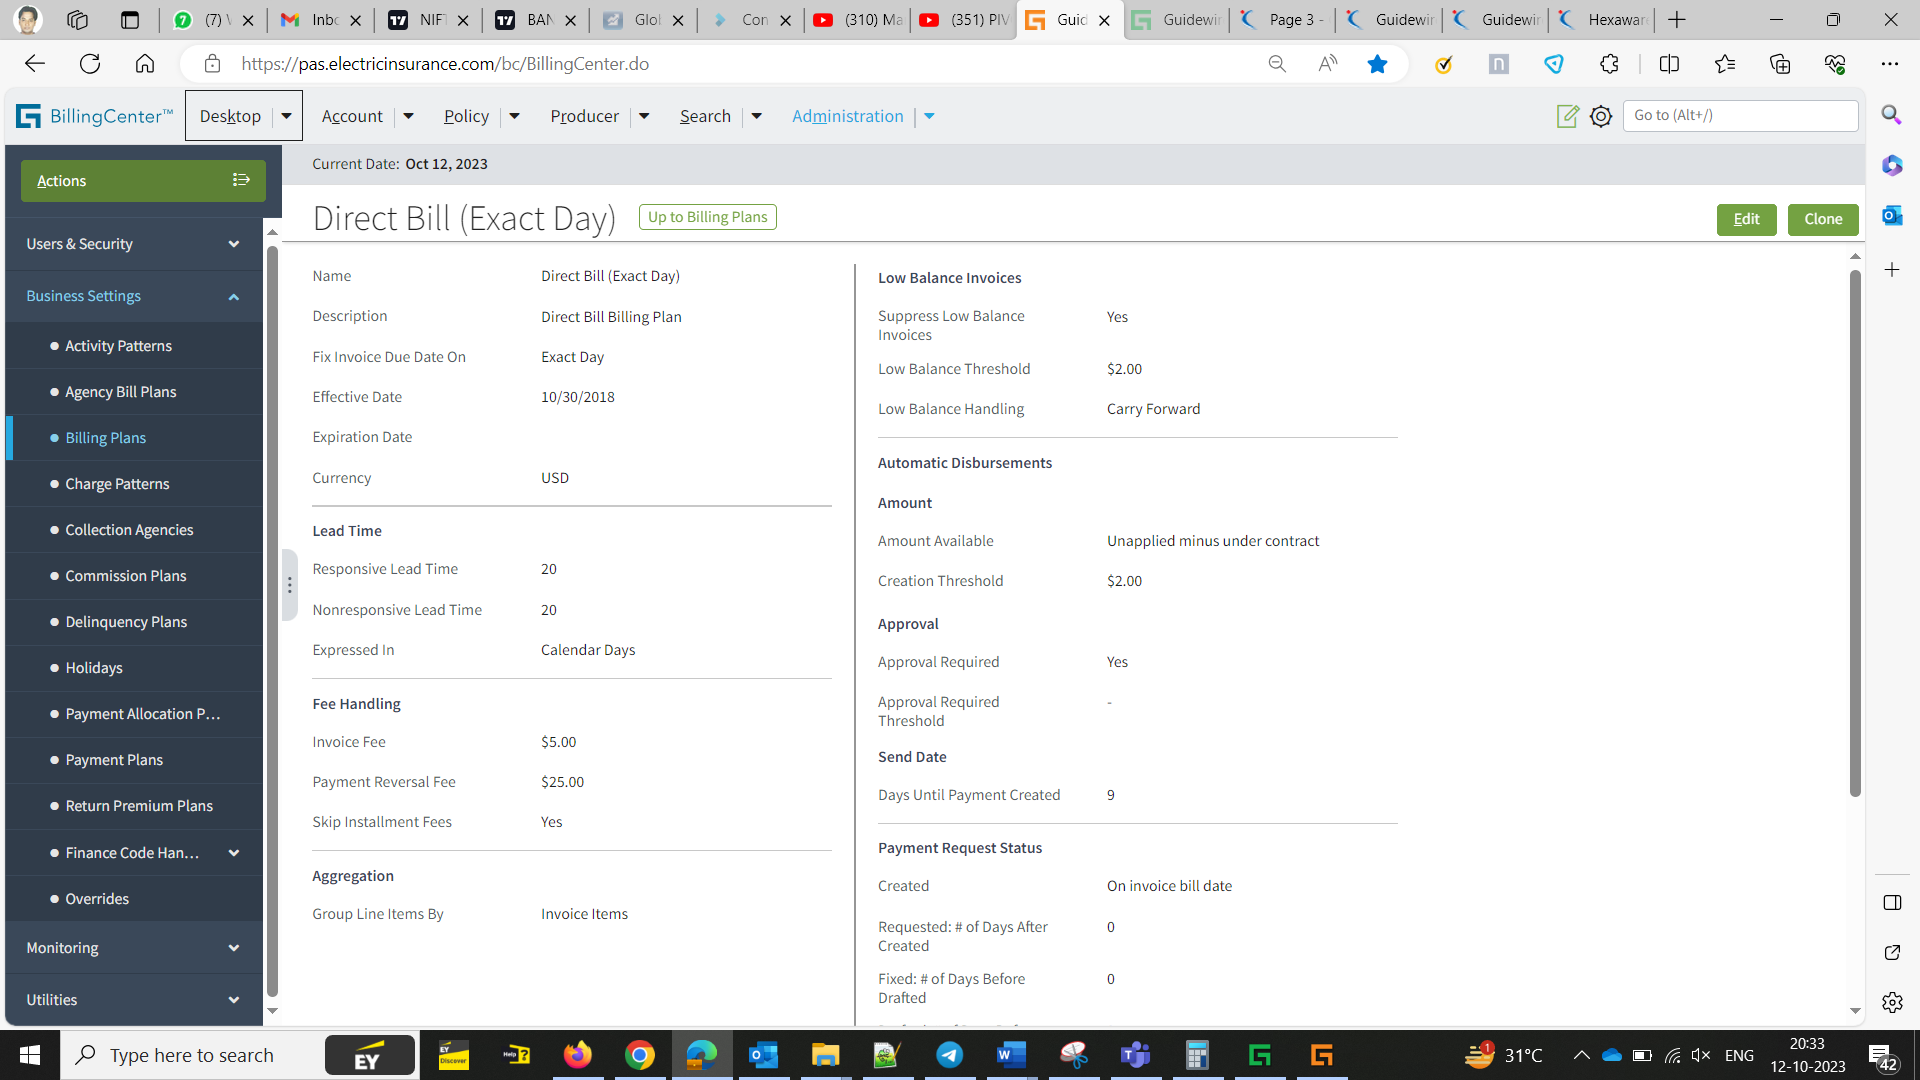 (7) W
Inbo
NIFT
BAN
Glob
Con
(310) Ma
(351) PIV
Guid
Guidewir
Page 3 -
Guidewir
Guidewir
Hexawar
https://pas.electricinsurance.com/bc/BillingCenter.do
BillingCenter™
Desktop
Account
Policy
Producer
Search
Administration
Go to (Alt+/)
Current Date: Oct 12, 2023
Actions
Users & Security
Business Settings
Activity Patterns
Agency Bill Plans
Billing Plans
Charge Patterns
Collection Agencies
Commission Plans
Delinquency Plans
Holidays
Payment Allocation P...
Payment Plans
Return Premium Plans
Finance Code Han...
Overrides
Monitoring
Utilities
Direct Bill (Exact Day)
Up to Billing Plans
Edit
Clone
Name Direct Bill (Exact Day)
Description Direct Bill Billing Plan
Fix Invoice Due Date On Exact Day
Effective Date 10/30/2018
Expiration Date
Currency USD
Lead Time
Responsive Lead Time 20
Nonresponsive Lead Time 20
Expressed In Calendar Days
Fee Handling
Invoice Fee $5.00
Payment Reversal Fee $25.00
Skip Installment Fees Yes
Aggregation
Group Line Items By Invoice Items
Low Balance Invoices
Suppress Low Balance Yes
Invoices
Low Balance Threshold $2.00
Low Balance Handling Carry Forward
Automatic Disbursements
Amount
Amount Available Unapplied minus under contract
Creation Threshold $2.00
Approval
Approval Required Yes
Approval Required -
Threshold
Send Date
Days Until Payment Created 9
Payment Request Status
Created On invoice bill date
Requested: # of Days After 0
Created
Fixed: # of Days Before 0
Drafted
Type here to search
EY
EY
Discover
Help
31°C
ENG
20:33
12-10-2023
42